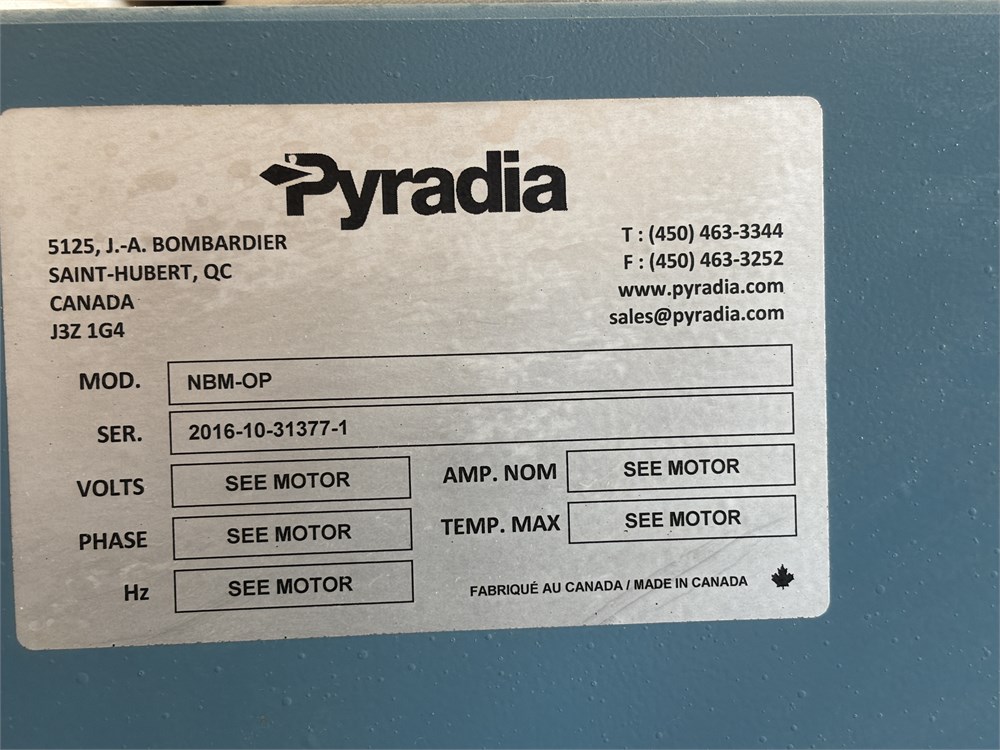 Pyradia
5125, J.-A. BOMBARDIER
SAINT-HUBERT, QC
CANADA
J3Z 1G4
T : (450) 463-3344
F : (450) 463-3252
www.pyradia.com
sales@pyradia.com
MOD. NBM-OP
SER. 2016-10-31377-1
VOLTS SEE MOTOR AMP. NOM SEE MOTOR
PHASE SEE MOTOR TEMP. MAX SEE MOTOR
Hz SEE MOTOR
FABRIQUÉ AU CANADA / MADE IN CANADA